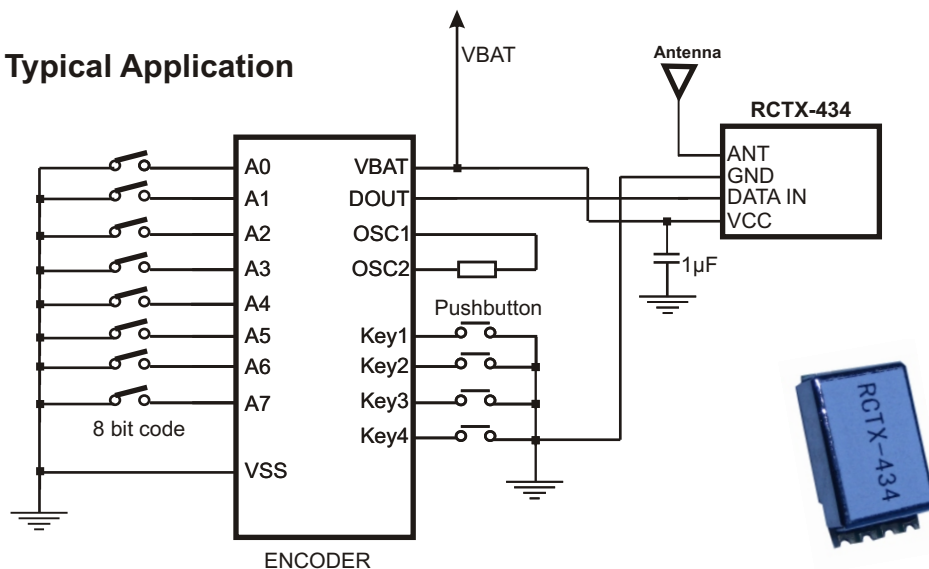 Typical Application
VBAT
Antenna
RCTX-434
A0
A1
A2
A3
A4
A5
A6
A7
VSS
8 bit code
VBAT
DOUT
OSC1
OSC2
Key1
Key2
Key3
Key4
Pushbutton
ENCODER
ANT
GND
DATA IN
VCC
1µF
RCTX-434